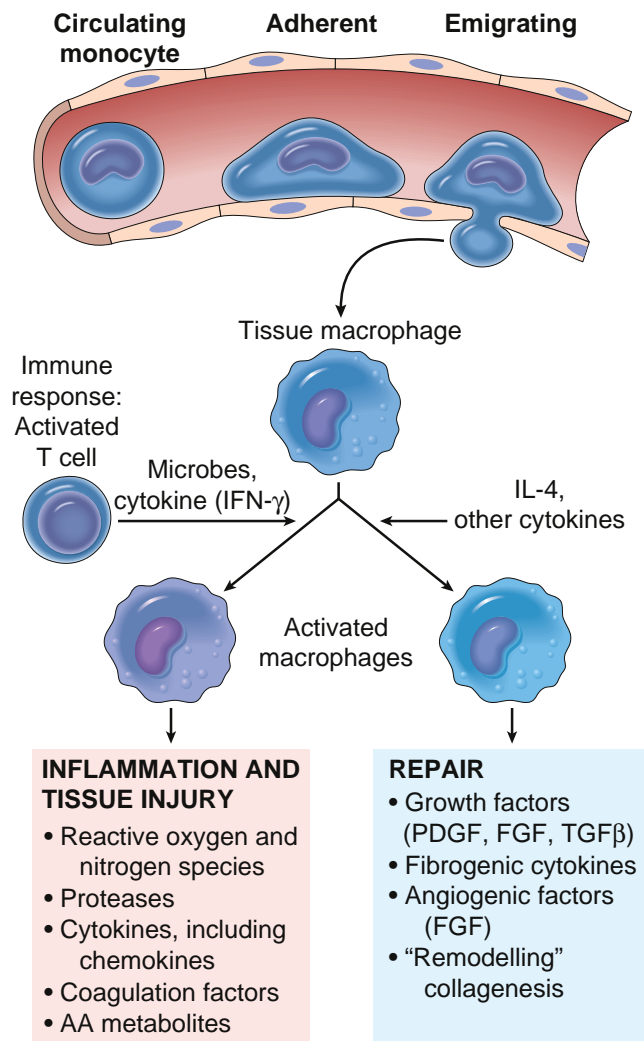 Circulating
monocyte
Adherent
Emigrating
Tissue macrophage
Immune
response:
Activated
T cell
Microbes,
cytokine (IFN-γ)
IL-4,
other cytokines
Activated
macrophages
INFLAMMATION AND
TISSUE INJURY
• Reactive oxygen and
nitrogen species
• Proteases
• Cytokines, including
chemokines
• Coagulation factors
• AA metabolites
REPAIR
• Growth factors
(PDGF, FGF, TGFβ)
• Fibrogenic cytokines
• Angiogenic factors
(FGF)
• “Remodelling”
collagenesis